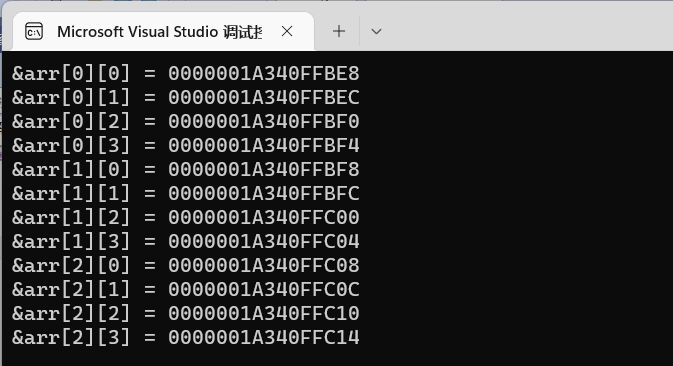 Microsoft Visual Studio 调试
&arr[0][0] = 0000001A340FFBE8
&arr[0][1] = 0000001A340FFBEC
&arr[0][2] = 0000001A340FFBF0
&arr[0][3] = 0000001A340FFBF4
&arr[1][0] = 0000001A340FFBF8
&arr[1][1] = 0000001A340FFBFC
&arr[1][2] = 0000001A340FFC00
&arr[1][3] = 0000001A340FFC04
&arr[2][0] = 0000001A340FFC08
&arr[2][1] = 0000001A340FFC0C
&arr[2][2] = 0000001A340FFC10
&arr[2][3] = 0000001A340FFC14